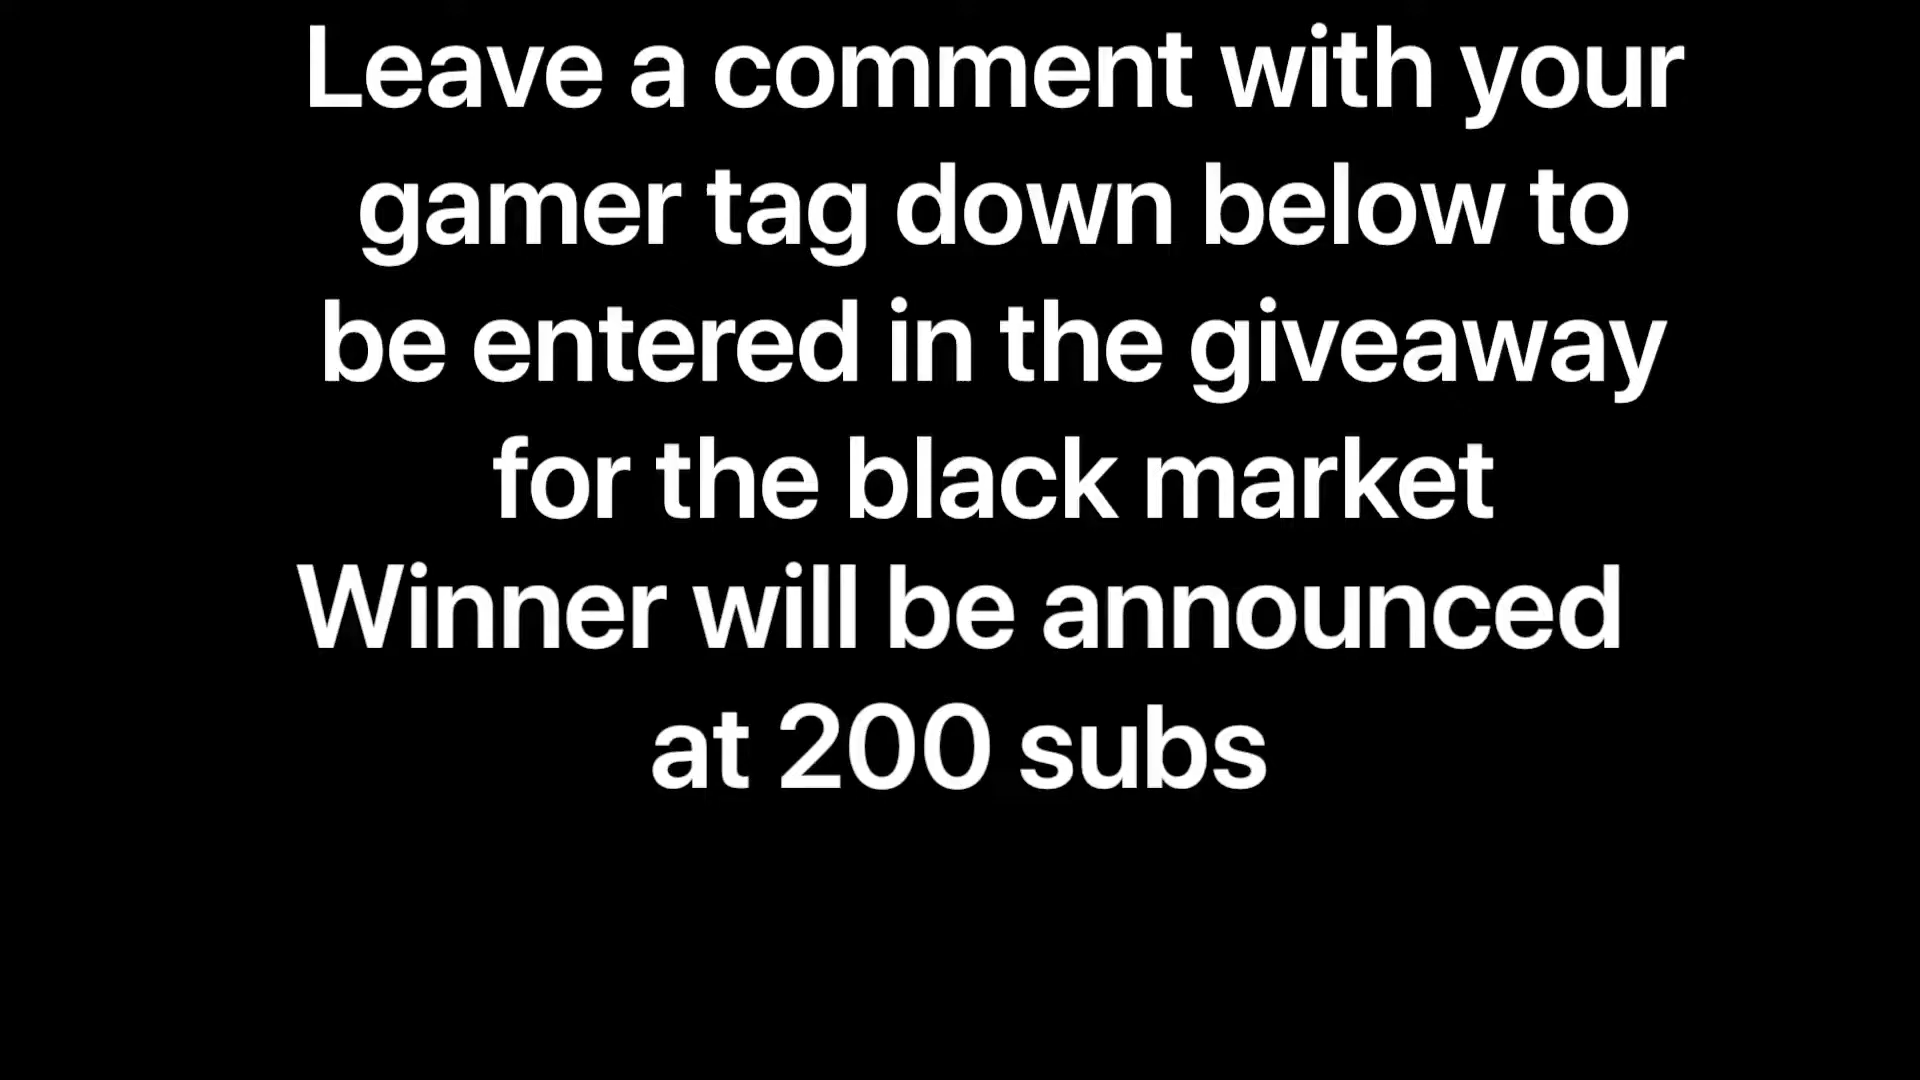 Leave a comment with your
gamer tag down below to
be entered in the giveaway
for the black market
Winner will be announced
at 200 subs